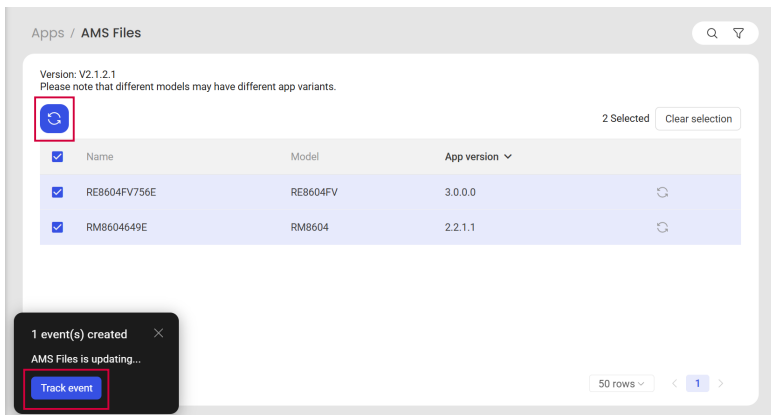 Apps / AMS Files
Version: V2.1.2.1
Please note that different models may have different app variants.
2 Selected Clear selection
Name Model App version
RE8604FV756E RE8604FV 3.0.0.0
RM8604649E RM8604 2.2.1.1
1 event(s) created
AMS Files is updating...
Track event
50 rows 1